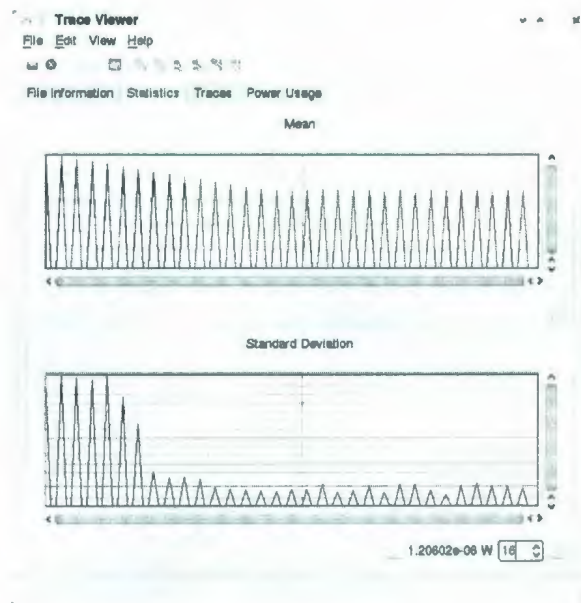 Trace Viewer
File Edit View Help
File Information Statistics Traces Power Usage
Mean
Standard Deviation
1.20602e-06 W 16